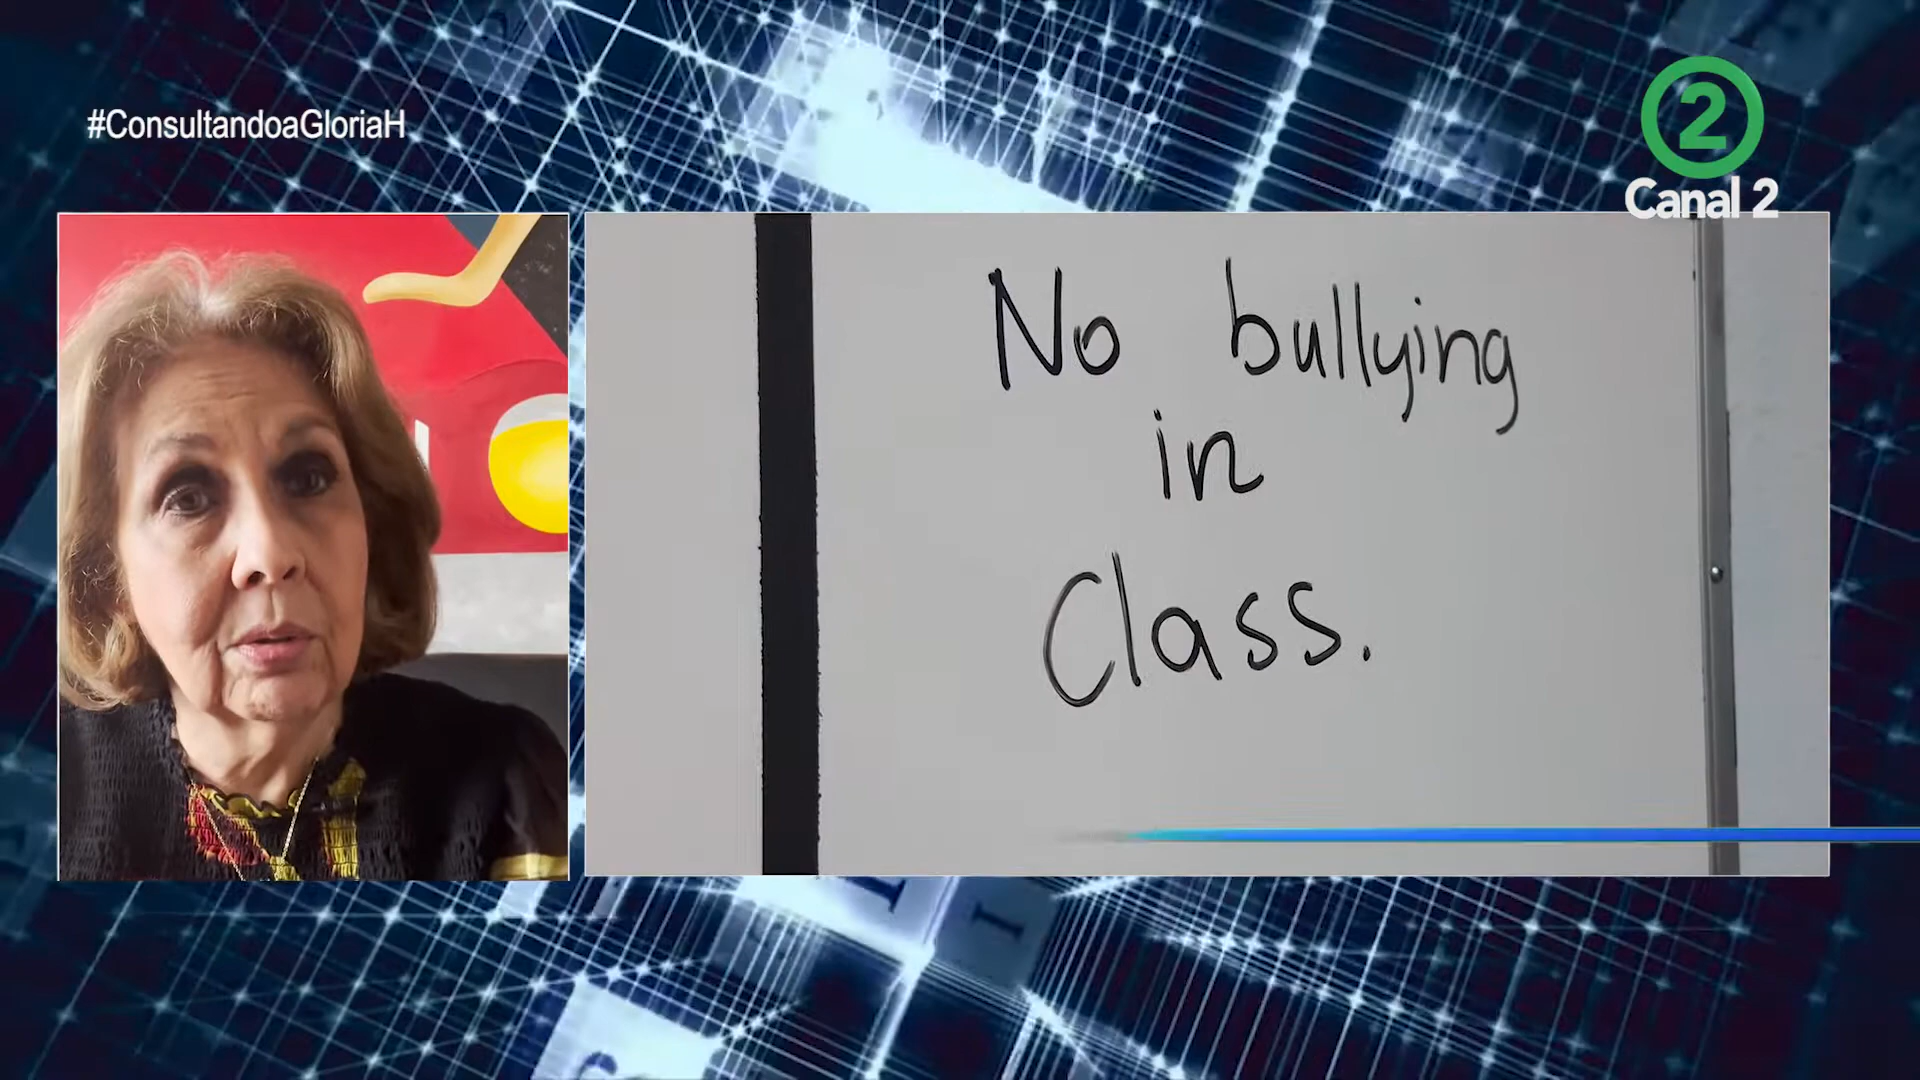 #ConsultandoaGloriaH
2
Canal 2
No bullying
in
Class.